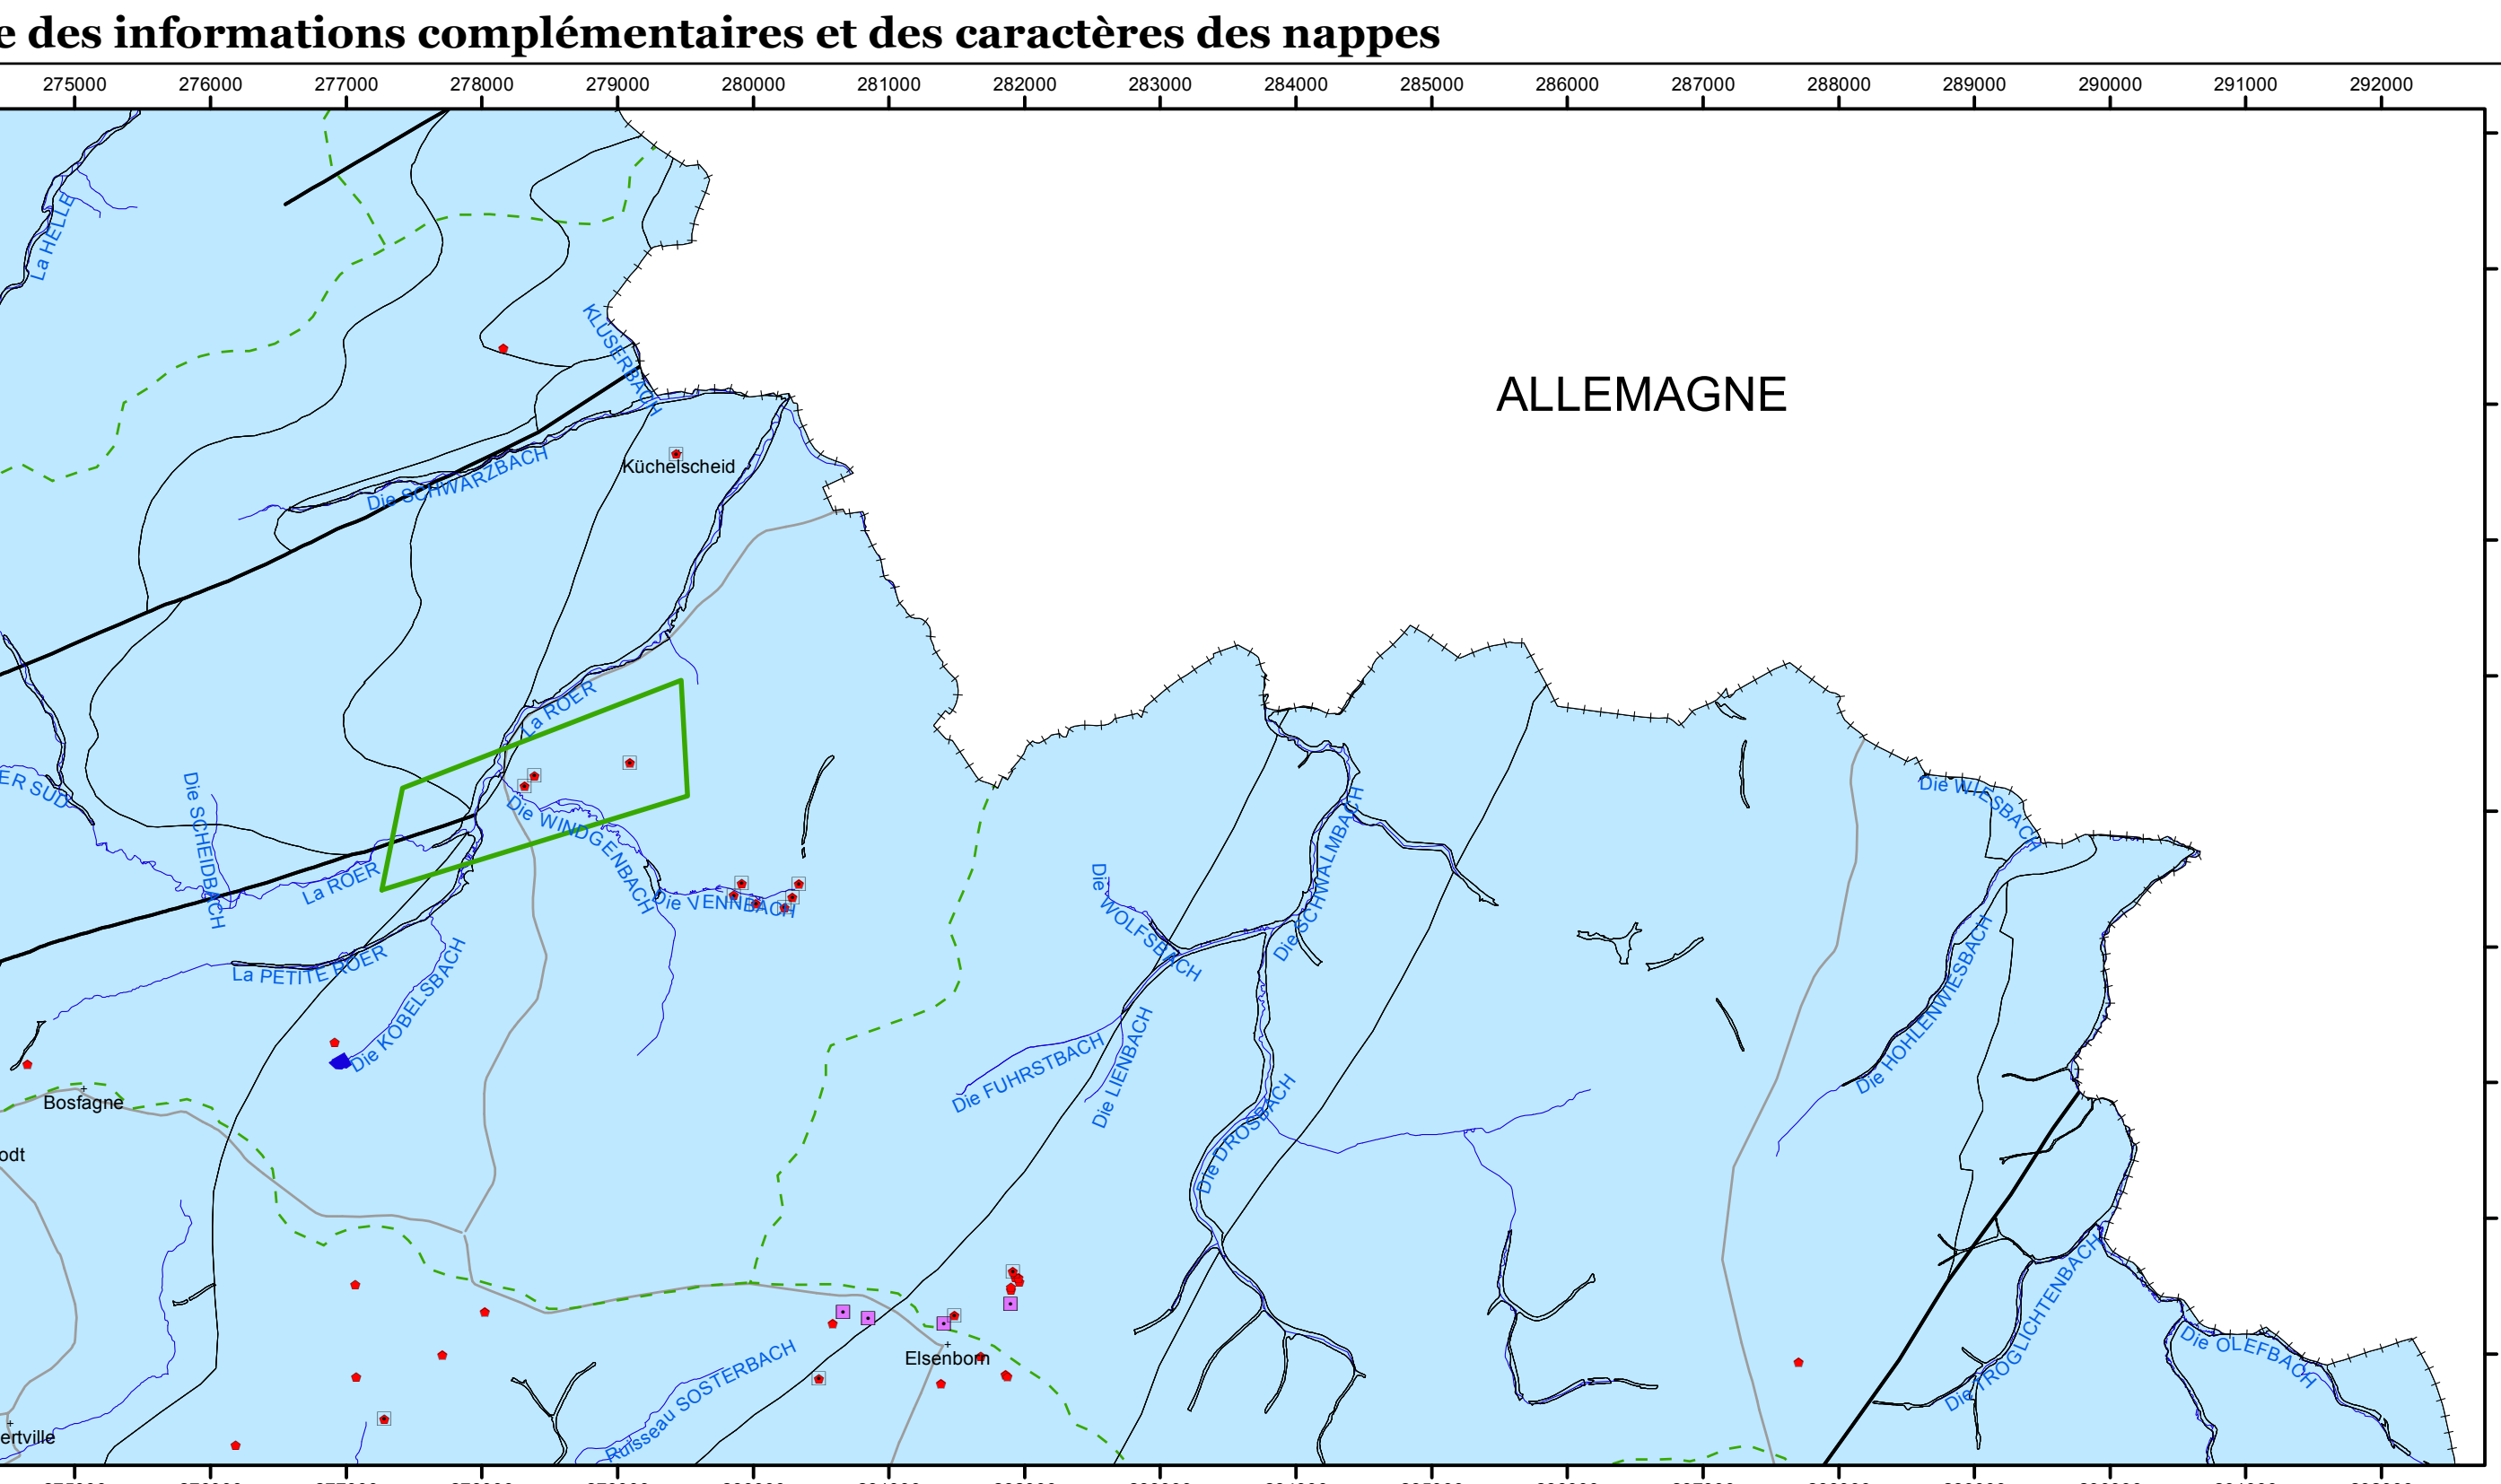 e des informations complémentaires et des caractères des nappes
275000 276000 277000 278000 279000 280000 281000 282000 283000 284000 285000 286000 287000 288000 289000 290000 291000 292000
La HELLE
KLUSERBACH
ALLEMAGNE
Küchelscheid
Die SCHWARZBACH
La ROER
ER SUD
Die SCHEIDBACH
Die WINDGENBACH
Die WIESBACH
La ROER
Die VENNBACH
Die SCHWALMBACH
Die WOLFSBACH
La PETITE ROER
Die KOBELSBACH
Die HOHLENWIESBACH
Die FUHRSTBACH
Die LIENBACH
Bosfagne
Die DROSBACH
odt
Die TROGLICHTENBACH
Die OLEFBACH
Elsenborn
Ruisseau SOSTERBACH
ertville